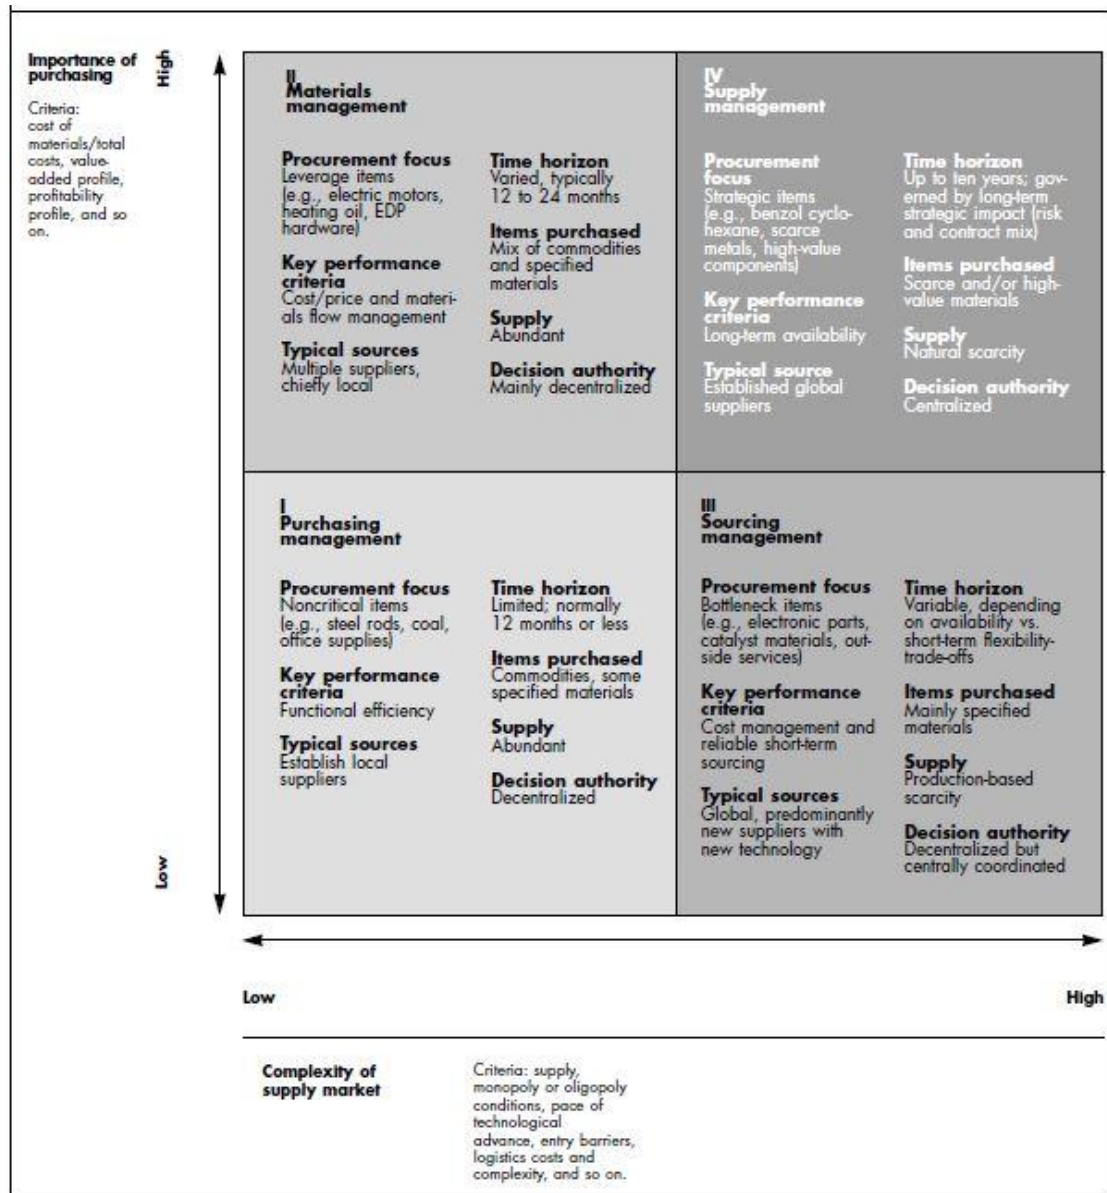 Importance of
purchasing
High
Criteria:
cost of
materials/total
costs, value-
added profile,
profitability
profile, and so
on.
Low
II
Materials
management
Procurement focus
Leverage items
(e.g., electric motors,
heating oil, EDP
hardware)
Key performance
criteria
Cost/price and materi-
als flow management
Typical sources
Multiple suppliers,
chiefly local
Time horizon
Varied, typically
12 to 24 months
Items purchased
Mix of commodities
and specified
materials
Supply
Abundant
Decision authority
Mainly decentralized
IV
Supply
management
Procurement
focus
Strategic items
(e.g., benzol cyclo-
hexane, scarce
metals, high-value
components)
Key performance
criteria
Long-term availability
Typical source
Established global
suppliers
Time horizon
Up to ten years; gov-
erned by long-term
strategic impact (risk
and contract mix)
Items purchased
Scarce and/or high-
value materials
Supply
Natural scarcity
Decision authority
Centralized
I
Purchasing
management
Procurement focus
Noncritical items
(e.g., steel rods, coal,
office supplies)
Key performance
criteria
Functional efficiency
Typical sources
Establish local
suppliers
Time horizon
Limited; normally
12 months or less
Items purchased
Commodities, some
specified materials
Supply
Abundant
Decision authority
Decentralized
III
Sourcing
management
Procurement focus
Bottleneck items
(e.g., electronic parts,
catalyst materials, out-
side services)
Key performance
criteria
Cost management and
reliable short-term
sourcing
Typical sources
Global, predominantly
new suppliers with
new technology
Time horizon
Variable, depending
on availability vs.
short-term flexibility-
trade-offs
Items purchased
Mainly specified
materials
Supply
Production-based
scarcity
Decision authority
Decentralized but
centrally coordinated
Low
High
Complexity of
supply market
Criteria: supply,
monopoly or oligopoly
conditions, pace of
technological
advance, entry barriers,
logistics costs and
complexity, and so on.